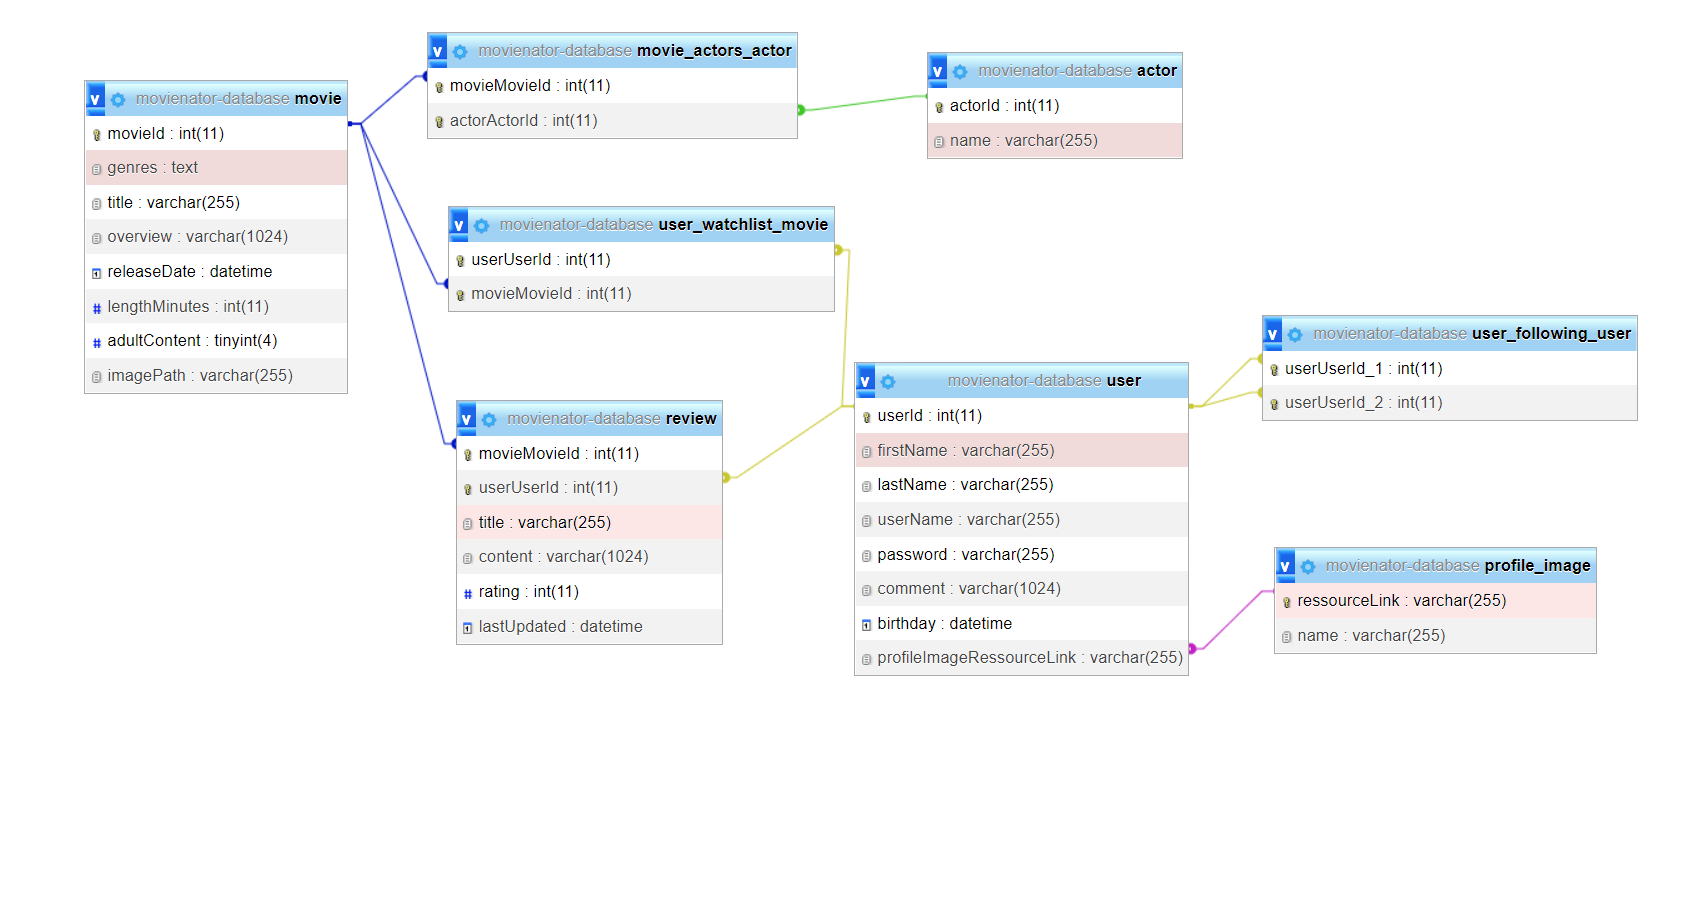 v movienator-database movie
movieId : int(11)
genres : text
title : varchar(255)
overview : varchar(1024)
releaseDate : datetime
lengthMinutes : int(11)
adultContent : tinyint(4)
imagePath : varchar(255)
v movienator-database movie_actors_actor
movieMovieId : int(11)
actorActorId : int(11)
v movienator-database actor
actorId : int(11)
name : varchar(255)
v movienator-database user_watchlist_movie
userUserId : int(11)
movieMovieId : int(11)
v movienator-database review
movieMovieId : int(11)
userUserId : int(11)
title : varchar(255)
content : varchar(1024)
# rating : int(11)
lastUpdated : datetime
v movienator-database user
userId : int(11)
firstName : varchar(255)
lastName : varchar(255)
userName : varchar(255)
password : varchar(255)
comment : varchar(1024)
birthday : datetime
profileImageRessourceLink : varchar(255)
v movienator-database user_following_user
userUserId_1 : int(11)
userUserId_2 : int(11)
v movienator-database profile_image
ressourceLink : varchar(255)
name : varchar(255)